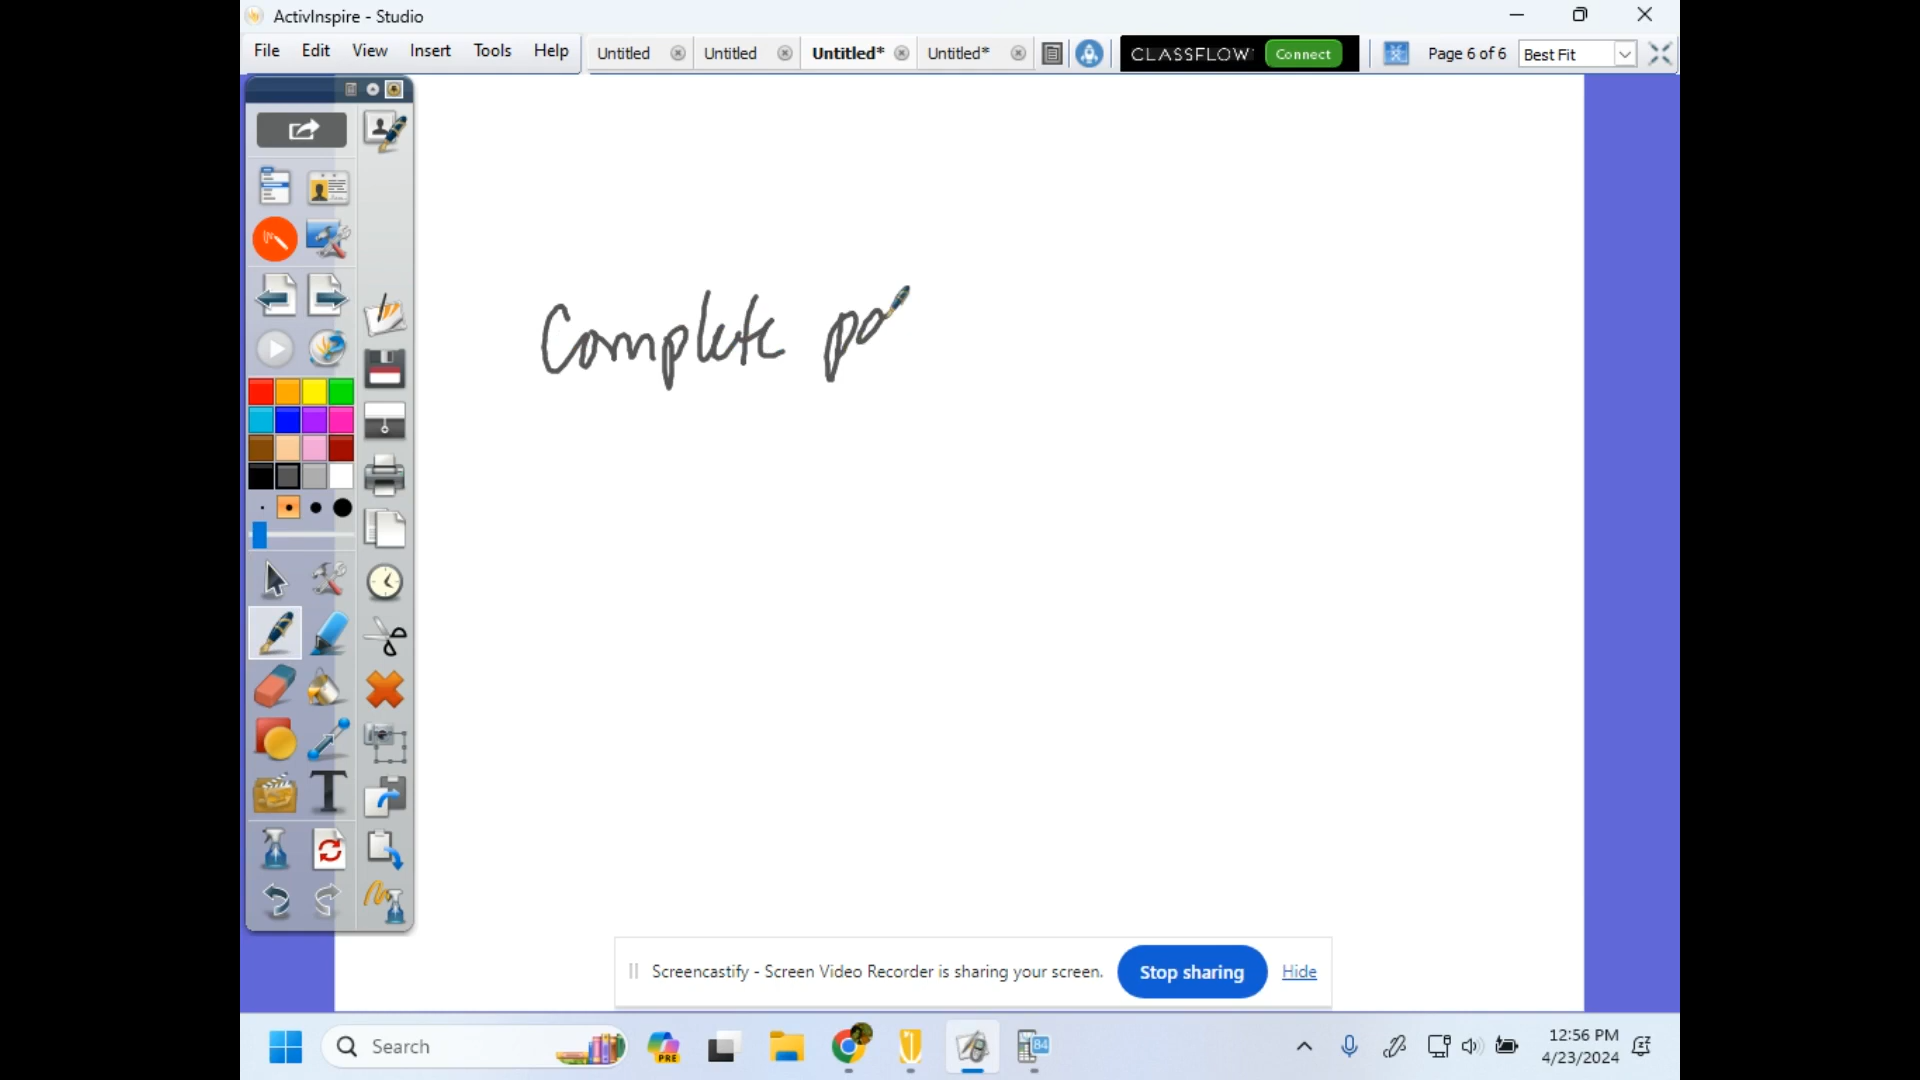 ActivInspire - Studio
File Edit View Insert Tools Help Untitled Untitled Untitled* Untitled* CLASSFLOW Connect Page 6 of 6 Best Fit
Complete po
T
Screencastify - Screen Video Recorder is sharing your screen. Stop sharing Hide
Search PRE 84 12:56 PM
4/23/2024